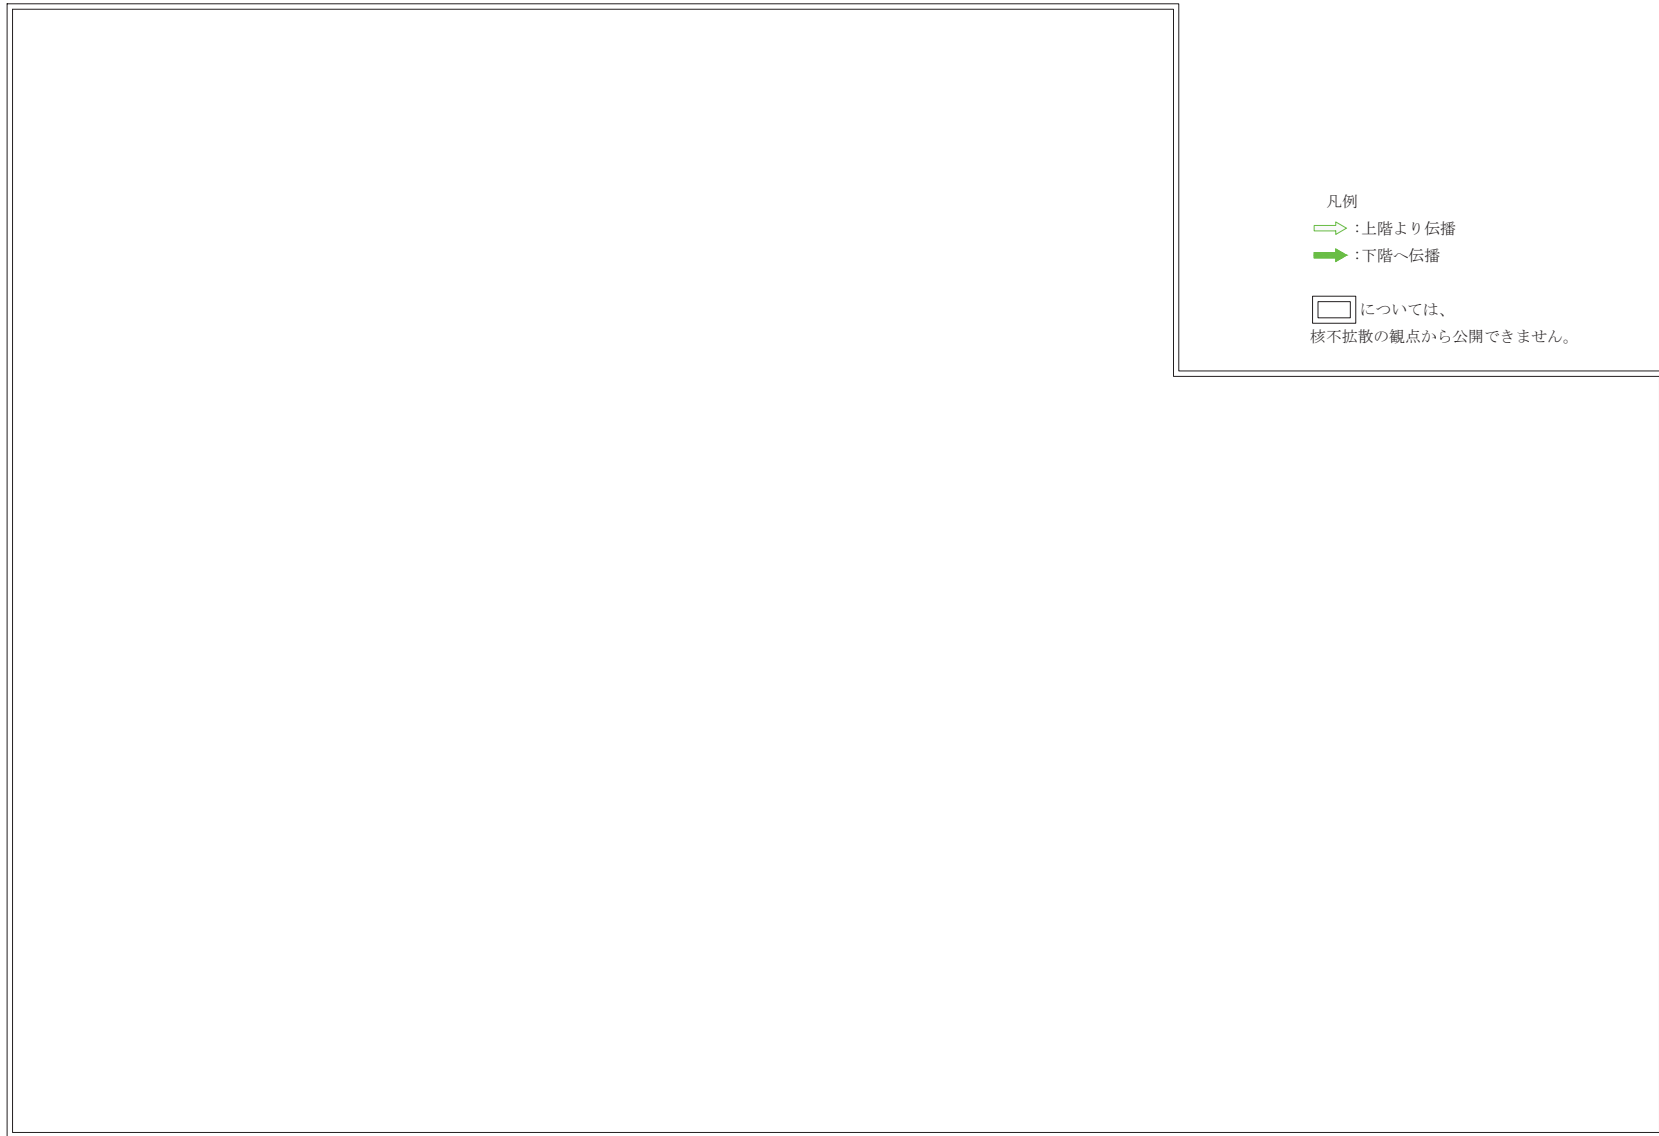 凡例
：上階より伝播
：下階へ伝播
については、
核不拡散の観点から公開できません。